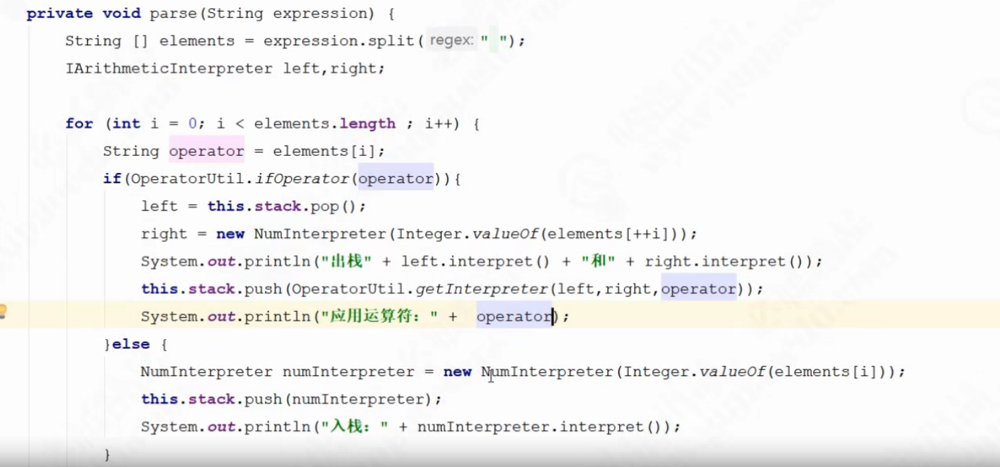 private void parse(String expression) {
String [] elements = expression.split( regex: " ");
IArithmeticInterpreter left,right;
for (int i = 0; i < elements.length ; i++) {
String operator = elements[i];
if(OperatorUtil.ifOperator(operator)){
left = this.stack.pop();
right = new NumInterpreter(Integer.valueOf(elements[++i]));
System.out.println("出栈" + left.interpret() + "和" + right.interpret());
this.stack.push(OperatorUtil.getInterpreter(left,right,operator));
System.out.println("应用运算符：" +  operator);
}else {
NumInterpreter numInterpreter = new NumInterpreter(Integer.valueOf(elements[i]));
this.stack.push(numInterpreter);
System.out.println("入栈：" + numInterpreter.interpret());
}